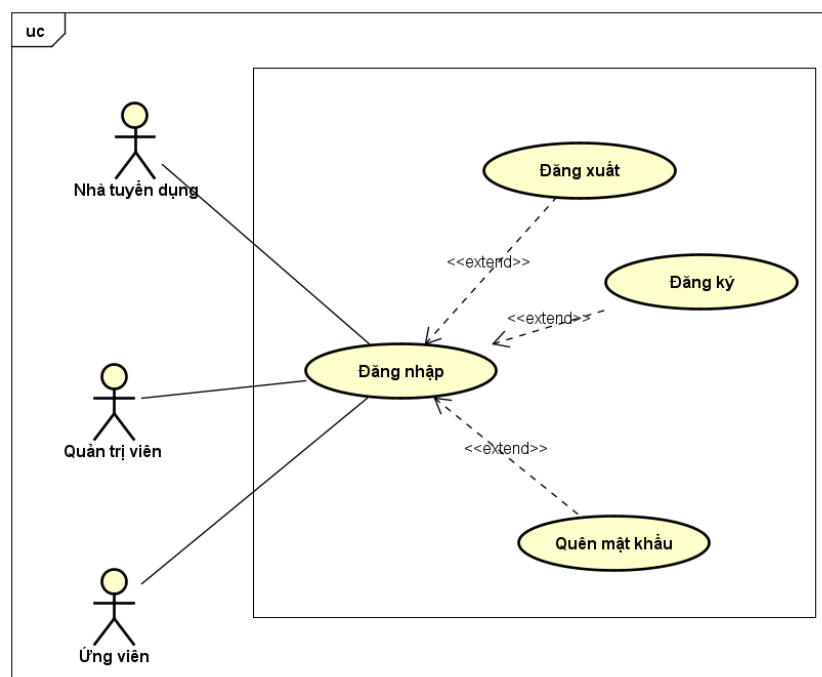 uc
Nhà tuyển dụng
Đăng xuất
<<extend>>
Đăng ký
<<extend>>
Đăng nhập
Quản trị viên
<<extend>>
Quên mật khẩu
Ứng viên